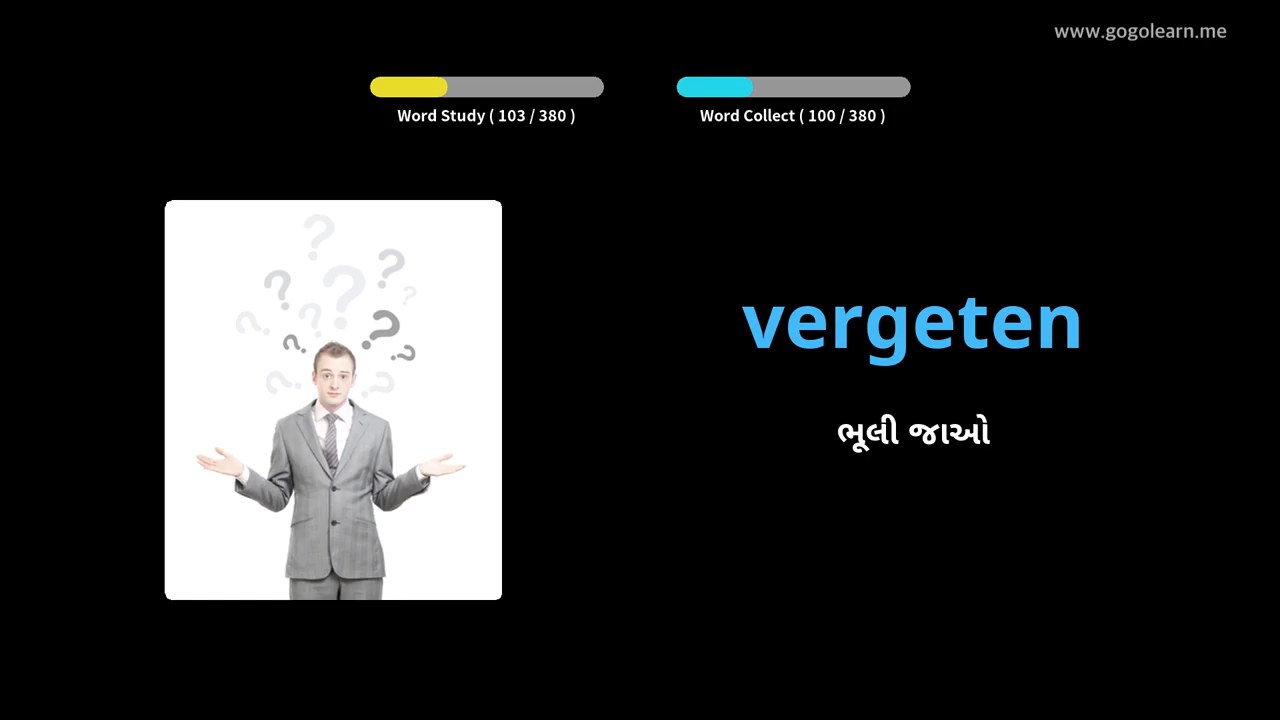 www.gogolearn.me
Word Study ( 103 / 380 )
Word Collect ( 100 / 380 )
vergeten
ભૂલી જાઓ